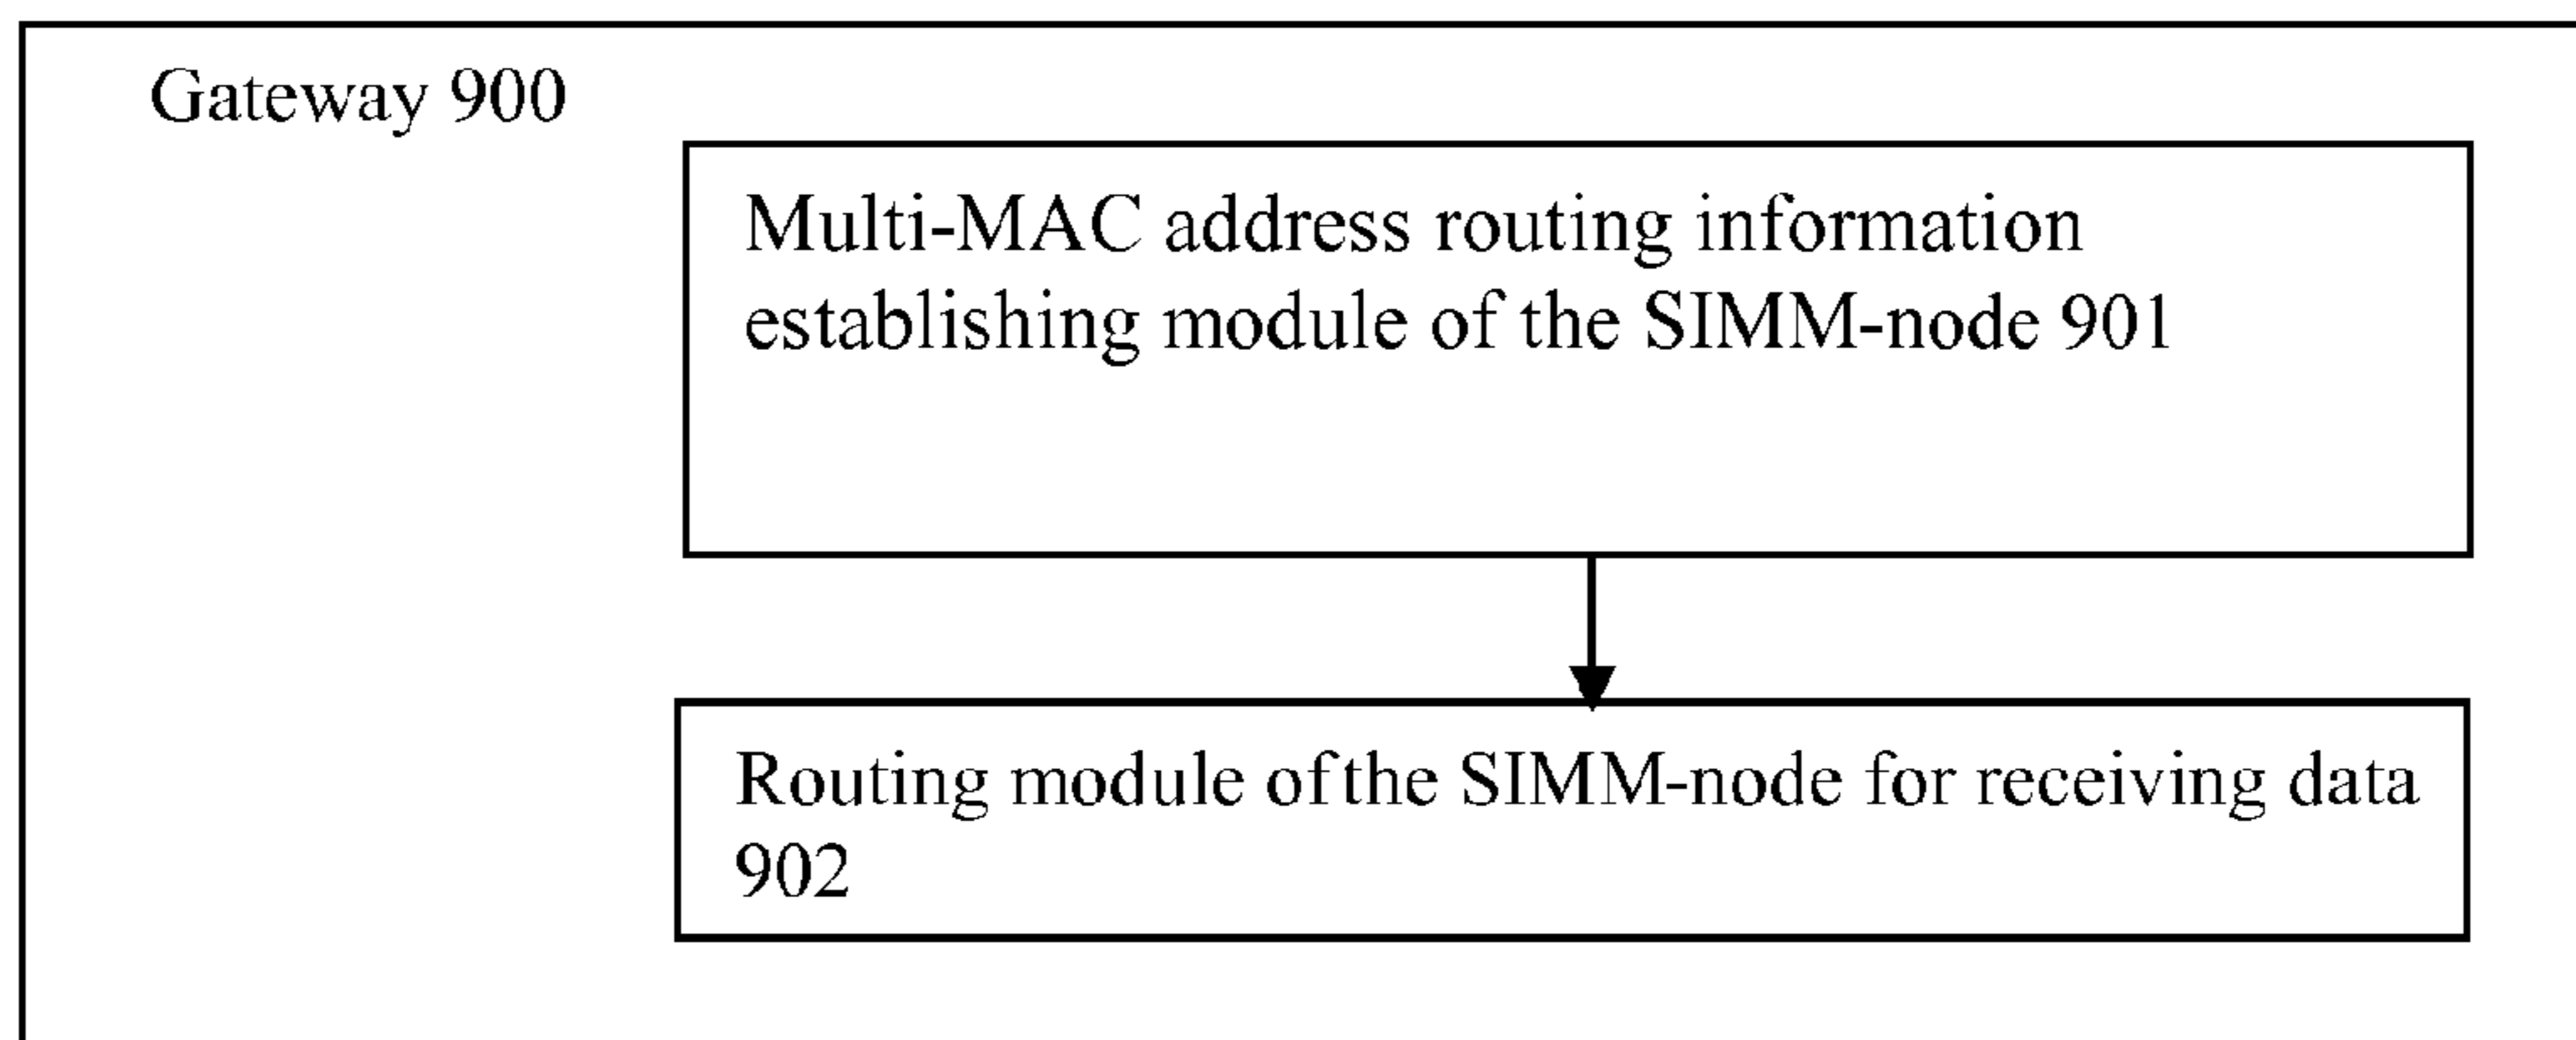 Gateway 900
Multi-MAC address routing information
establishing module of the SIMM-node 901
Routing module of the SIMM-node for receiving data
902